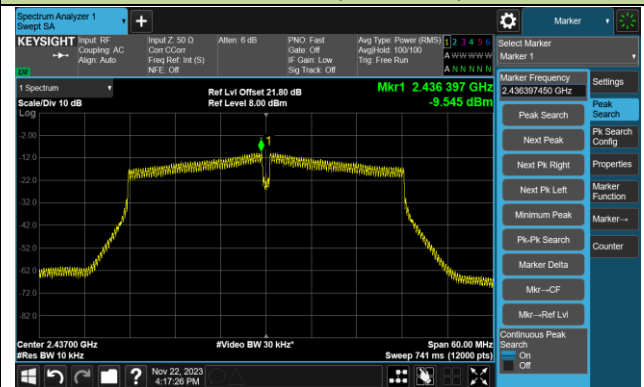 Spectrum Analyzer 1
Swept SA
+
Marker
KEYSIGHT
Input: RF
Coupling: AC
Align: Auto
Input Z: 50 Ω
Corr CCorr
Freq Ref: Int (S)
NFE: Off
Atten: 6 dB
PNO: Fast
Gate: Off
IF Gain: Low
Sig Track: Off
Avg Type: Power (RMS)
Avg|Hold: 100/100
Trig: Free Run
1 2 3 4 5 6
A W W W W W
A N N N N N
LW
Select Marker
Marker 1
1 Spectrum
Scale/Div 10 dB
Log
Ref Lvl Offset 21.80 dB
Ref Level 8.00 dBm
Mkr1 2.436 397 GHz
-9.545 dBm
Marker Frequency
2.436397450 GHz
Peak Search
Next Peak
Next Pk Right
Next Pk Left
Minimum Peak
Pk-Pk Search
Marker Delta
Mkr→CF
Mkr→Ref Lvl
Continuous Peak
Search
On
Off
Settings
Peak
Search
Pk Search
Config
Properties
Marker
Function
Marker→
Counter
1
-2.00
-12.0
-22.0
-32.0
-42.0
-52.0
-62.0
-72.0
-82.0
Center 2.43700 GHz
#Res BW 10 kHz
#Video BW 30 kHz*
Span 60.00 MHz
Sweep 741 ms (12000 pts)
?
Nov 22, 2023
4:17:26 PM